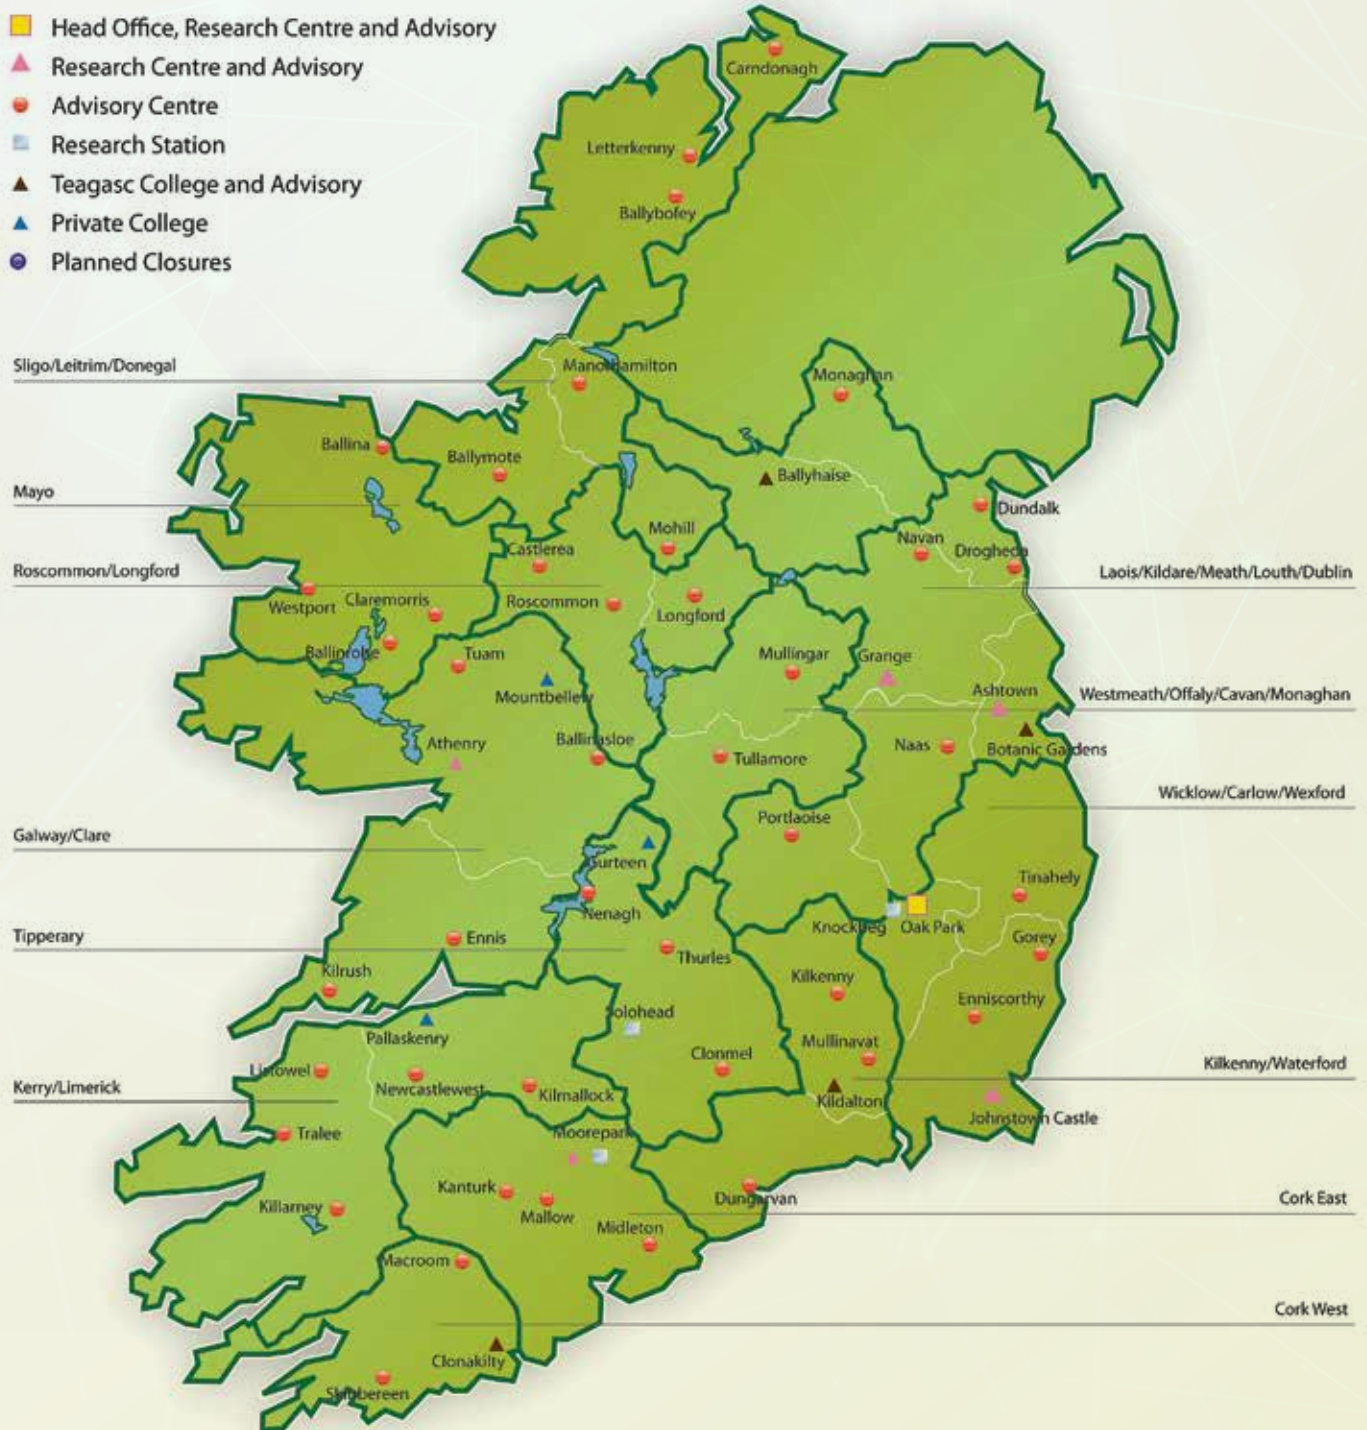 Head Office, Research Centre and Advisory
Research Centre and Advisory
Advisory Centre
Research Station
Teagasc College and Advisory
Private College
Planned Closures
Carndonagh
Letterkenny
Ballybofey
Sligo/Leitrim/Donegal
Manorhamilton
Monaghan
Ballina
Ballymote
Ballyhaise
Mayo
Dundalk
Mohill
Navan
Drogheda
Castlerea
Roscommon/Longford
Laois/Kildare/Meath/Louth/Dublin
Westport
Claremorris
Roscommon
Longford
Ballinrobe
Tuam
Mullingar
Grange
Mountbellew
Ashtown
Westmeath/Offaly/Cavan/Monaghan
Athenry
Ballinasloe
Naas
Botanic Gardens
Tullamore
Wicklow/Carlow/Wexford
Portlaoise
Galway/Clare
Gurteen
Tinahely
Nenagh
Knockbeg
Oak Park
Tipperary
Ennis
Gorey
Thurles
Kilrush
Kilkenny
Enniscorthy
Solohead
Pallaskenry
Mullinavat
Clonmel
Kilkenny/Waterford
Listowel
Kerry/Limerick
Newcastlewest
Kilmallock
Kildalton
Johnstown Castle
Tralee
Moorepark
Kanturk
Dungarvan
Cork East
Killarney
Mallow
Midleton
Macroom
Cork West
Clonakilty
Skibbereen